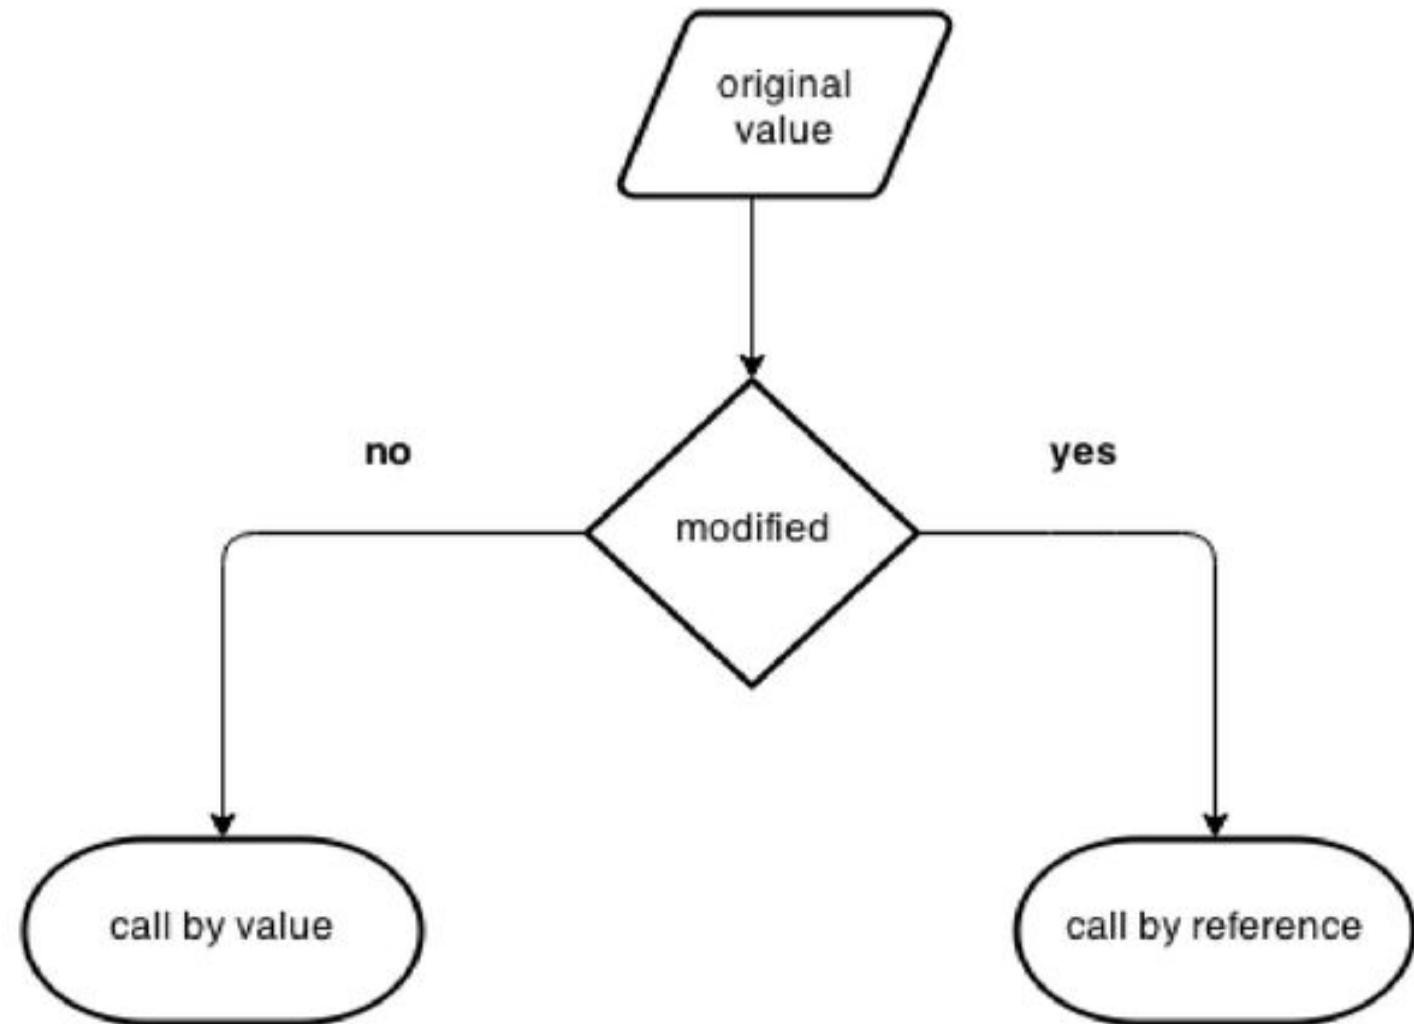 original
value
no
yes
modified
call by value
call by reference